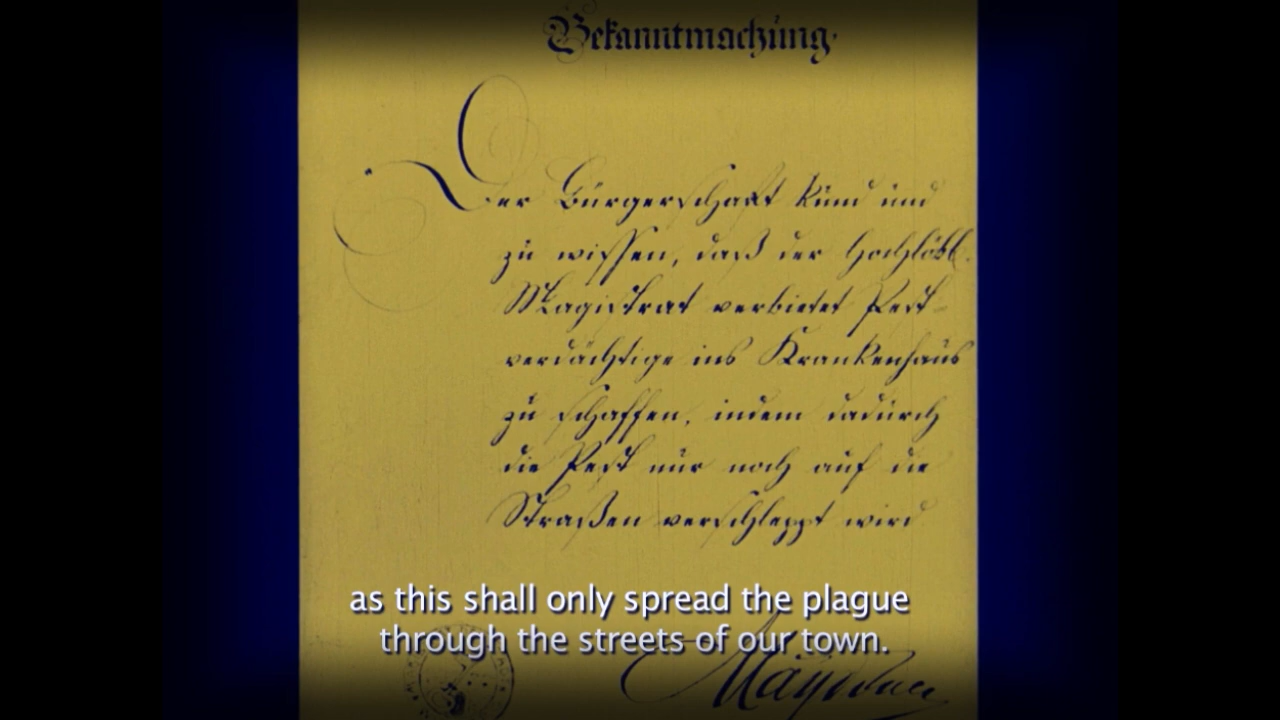 Bekanntmachung.
Der Bürgerschaft kund und
zu wissen, daß der Hochlöbl.
Magistrat verbietet Pest-
verdächtige ins Krankenhaus
zu schaffen, indem dadurch
die Pest nur noch auf die
Straßen verschleppt wird
as this shall only spread the plague
through the streets of our town.